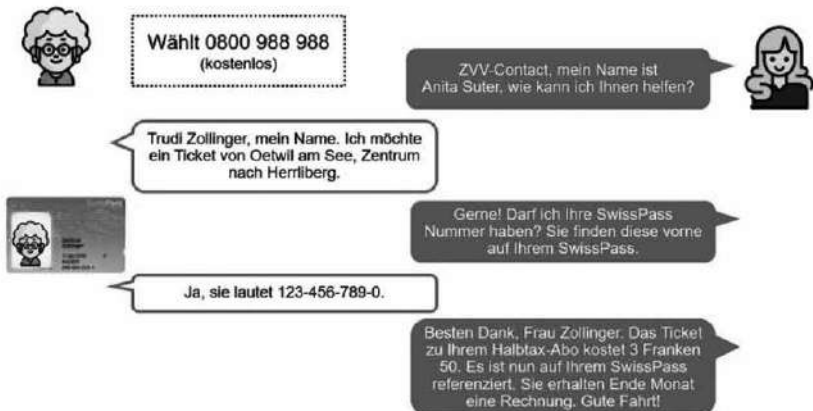 Wählt 0800 988 988
(kostenlos)
ZVV-Contact, mein Name ist
Anita Suter, wie kann ich Ihnen helfen?
Trudi Zollinger, mein Name. Ich möchte
ein Ticket von Oetwil am See, Zentrum
nach Herrliberg.
SwissPass
Gerne! Darf ich Ihre SwissPass
Nummer haben? Sie finden diese vorne
auf Ihrem SwissPass.
Ja, sie lautet 123-456-789-0.
Besten Dank, Frau Zollinger. Das Ticket
zu Ihrem Halbtax-Abo kostet 3 Franken
50. Es ist nun auf Ihrem SwissPass
referenziert. Sie erhalten Ende Monat
eine Rechnung. Gute Fahrt!